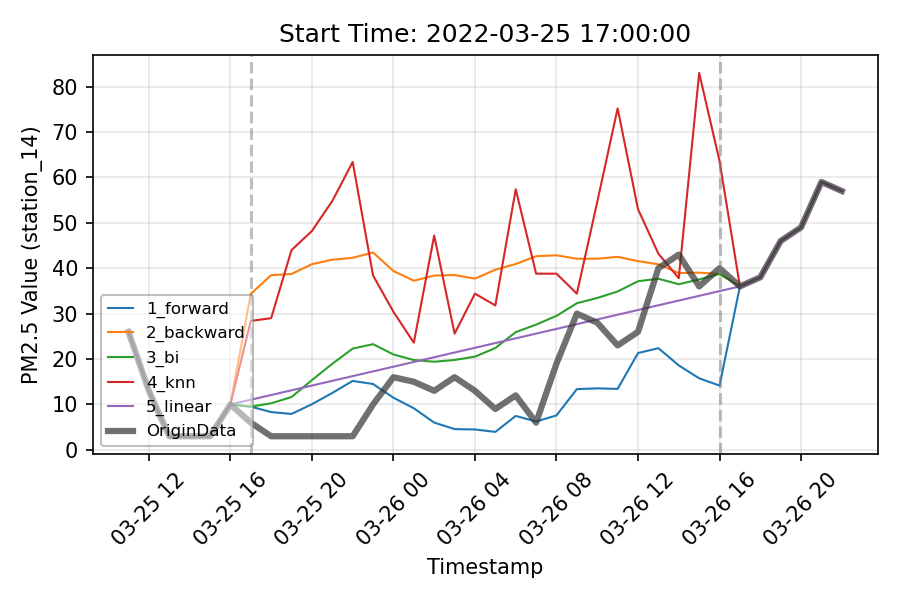 Start Time: 2022-03-25 17:00:00
PM2.5 Value (station_14)
80
70
60
50
40
30
20
10
0
1_forward
2_backward
3_bi
4_knn
5_linear
OriginData
03-25 12
03-25 16
03-25 20
03-26 00
03-26 04
03-26 08
03-26 12
03-26 16
03-26 20
Timestamp